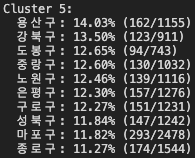 Cluster 5:
용산구: 14.03% (162/1155)
강북구: 13.50% (123/911)
도봉구: 12.65% (94/743)
중랑구: 12.60% (130/1032)
노원구: 12.46% (139/1116)
은평구: 12.30% (157/1276)
구로구: 12.27% (151/1231)
성북구: 11.84% (147/1242)
마포구: 11.82% (293/2478)
종로구: 11.27% (174/1544)